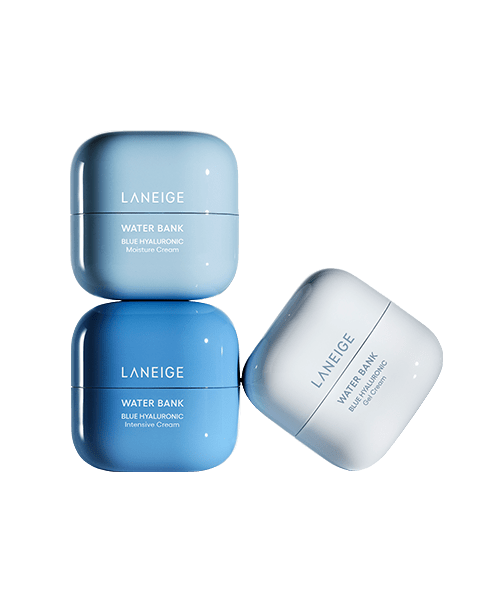 LANEIGE
WATER BANK
BLUE HYALURONIC
Moisture Cream
LANEIGE
WATER BANK
BLUE HYALURONIC
Intensive Cream
LANEIGE
WATER BANK
BLUE HYALURONIC
Gel Cream